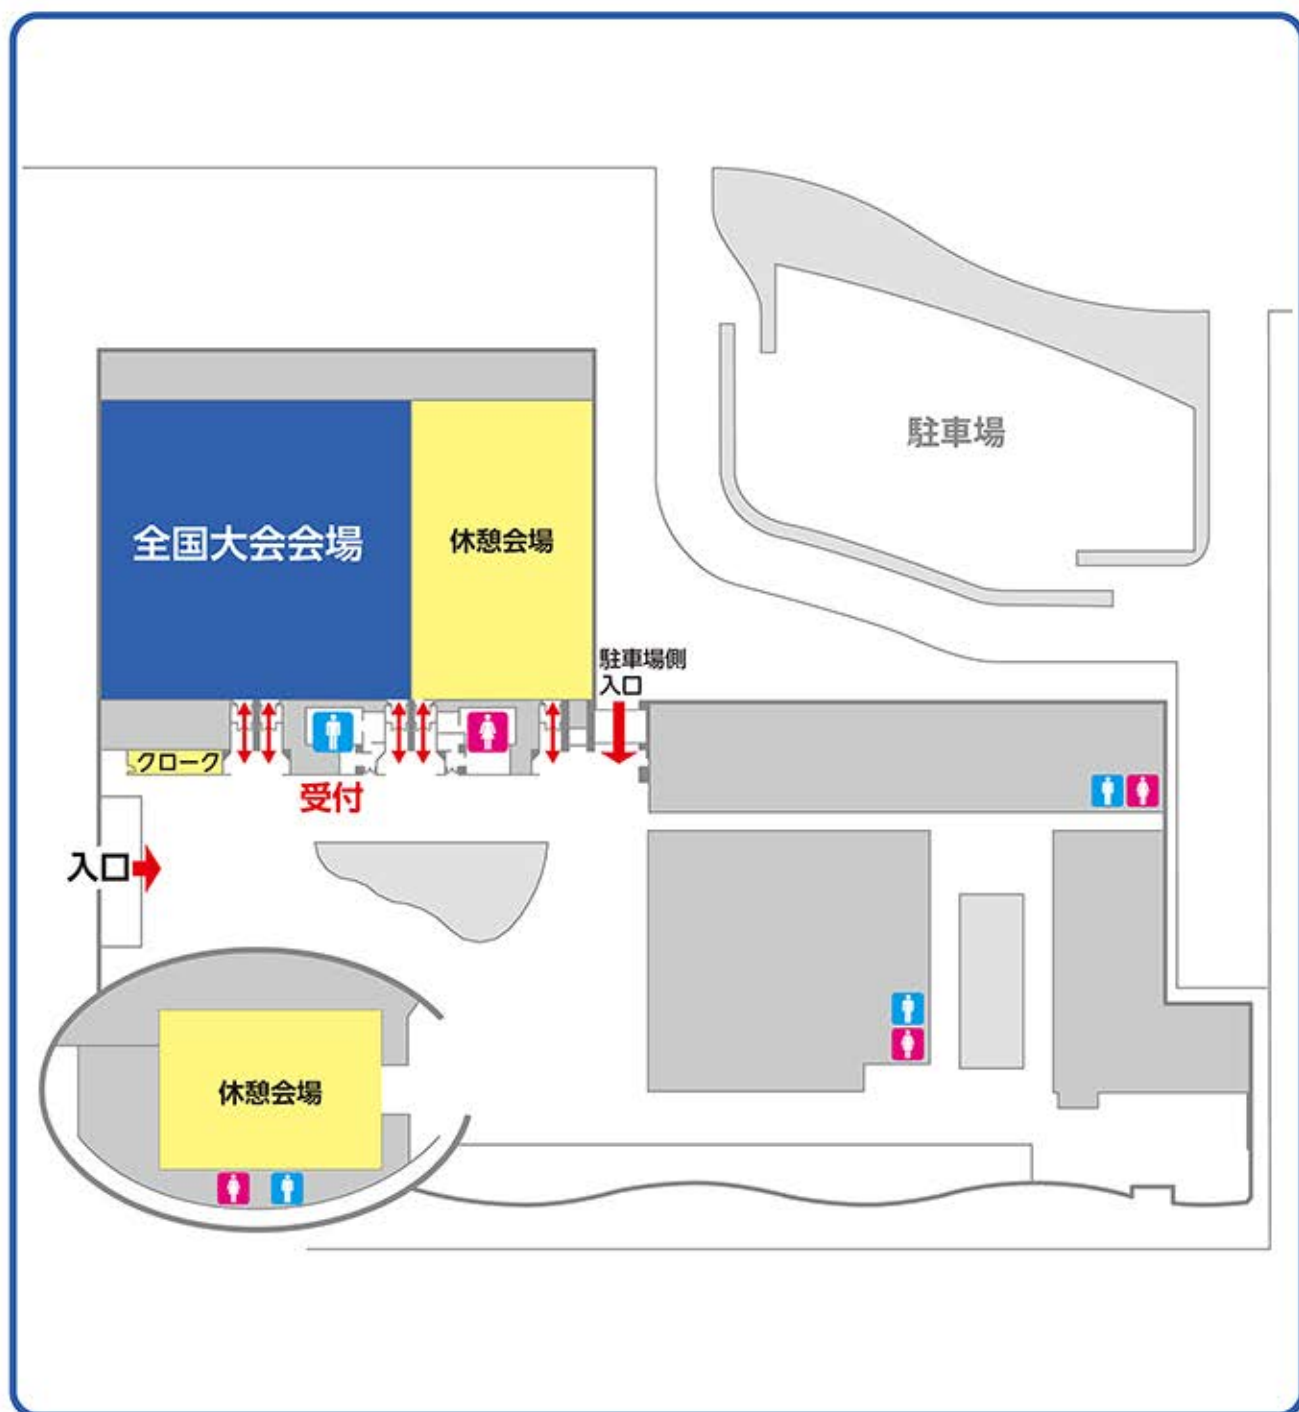 駐車場
全国大会会場
休憩会場
駐車場側
入口
クローク
受付
入口
休憩会場